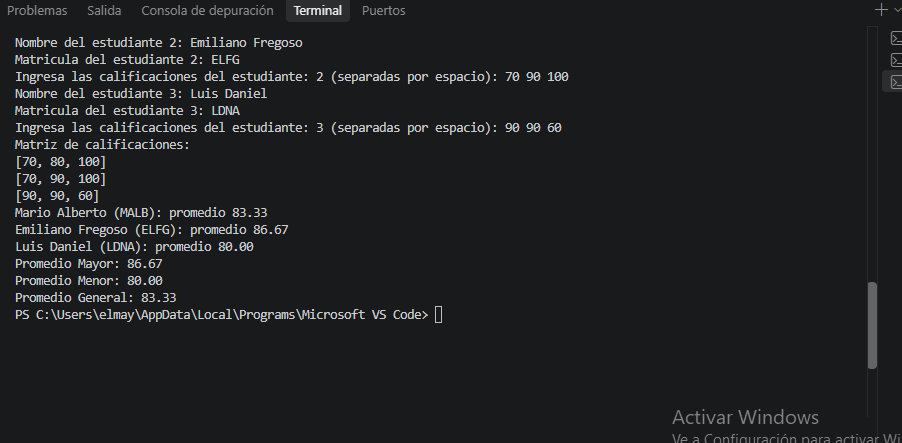 Problemas Salida Consola de depuración Terminal Puertos
Nombre del estudiante 2: Emiliano Fregoso
Matricula del estudiante 2: ELFG
Ingresa las calificaciones del estudiante: 2 (separadas por espacio): 70 90 100
Nombre del estudiante 3: Luis Daniel
Matricula del estudiante 3: LDNA
Ingresa las calificaciones del estudiante: 3 (separadas por espacio): 90 90 60
Matriz de calificaciones:
[70, 80, 100]
[70, 90, 100]
[90, 90, 60]
Mario Alberto (MALB): promedio 83.33
Emiliano Fregoso (ELFG): promedio 86.67
Luis Daniel (LDNA): promedio 80.00
Promedio Mayor: 86.67
Promedio Menor: 80.00
Promedio General: 83.33
PS C:\Users\elmay\AppData\Local\Programs\Microsoft VS Code>
Activar Windows
Ve a Configuración para activar Wi